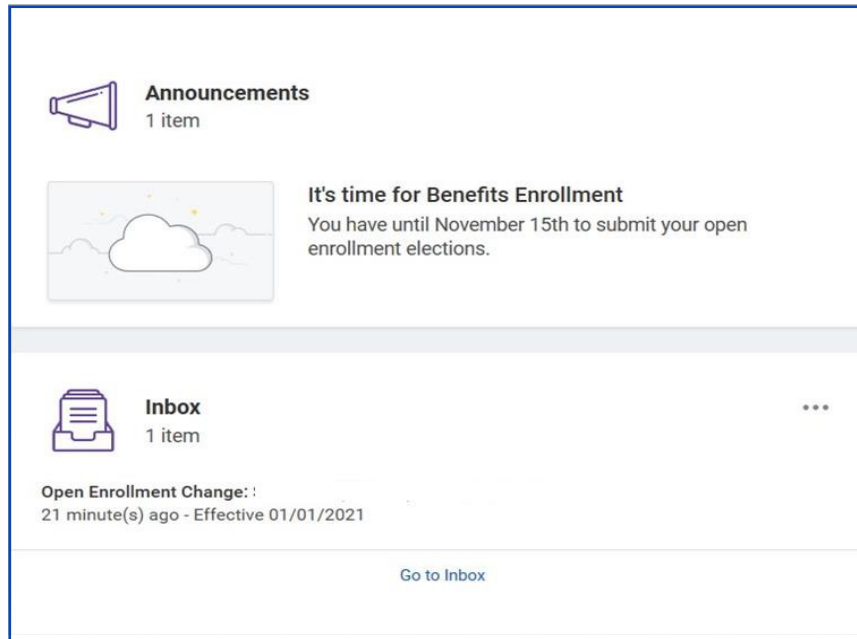 Announcements
1 item
It's time for Benefits Enrollment
You have until November 15th to submit your open
enrollment elections.
Inbox
1 item
Open Enrollment Change:
21 minute(s) ago - Effective 01/01/2021
Go to Inbox